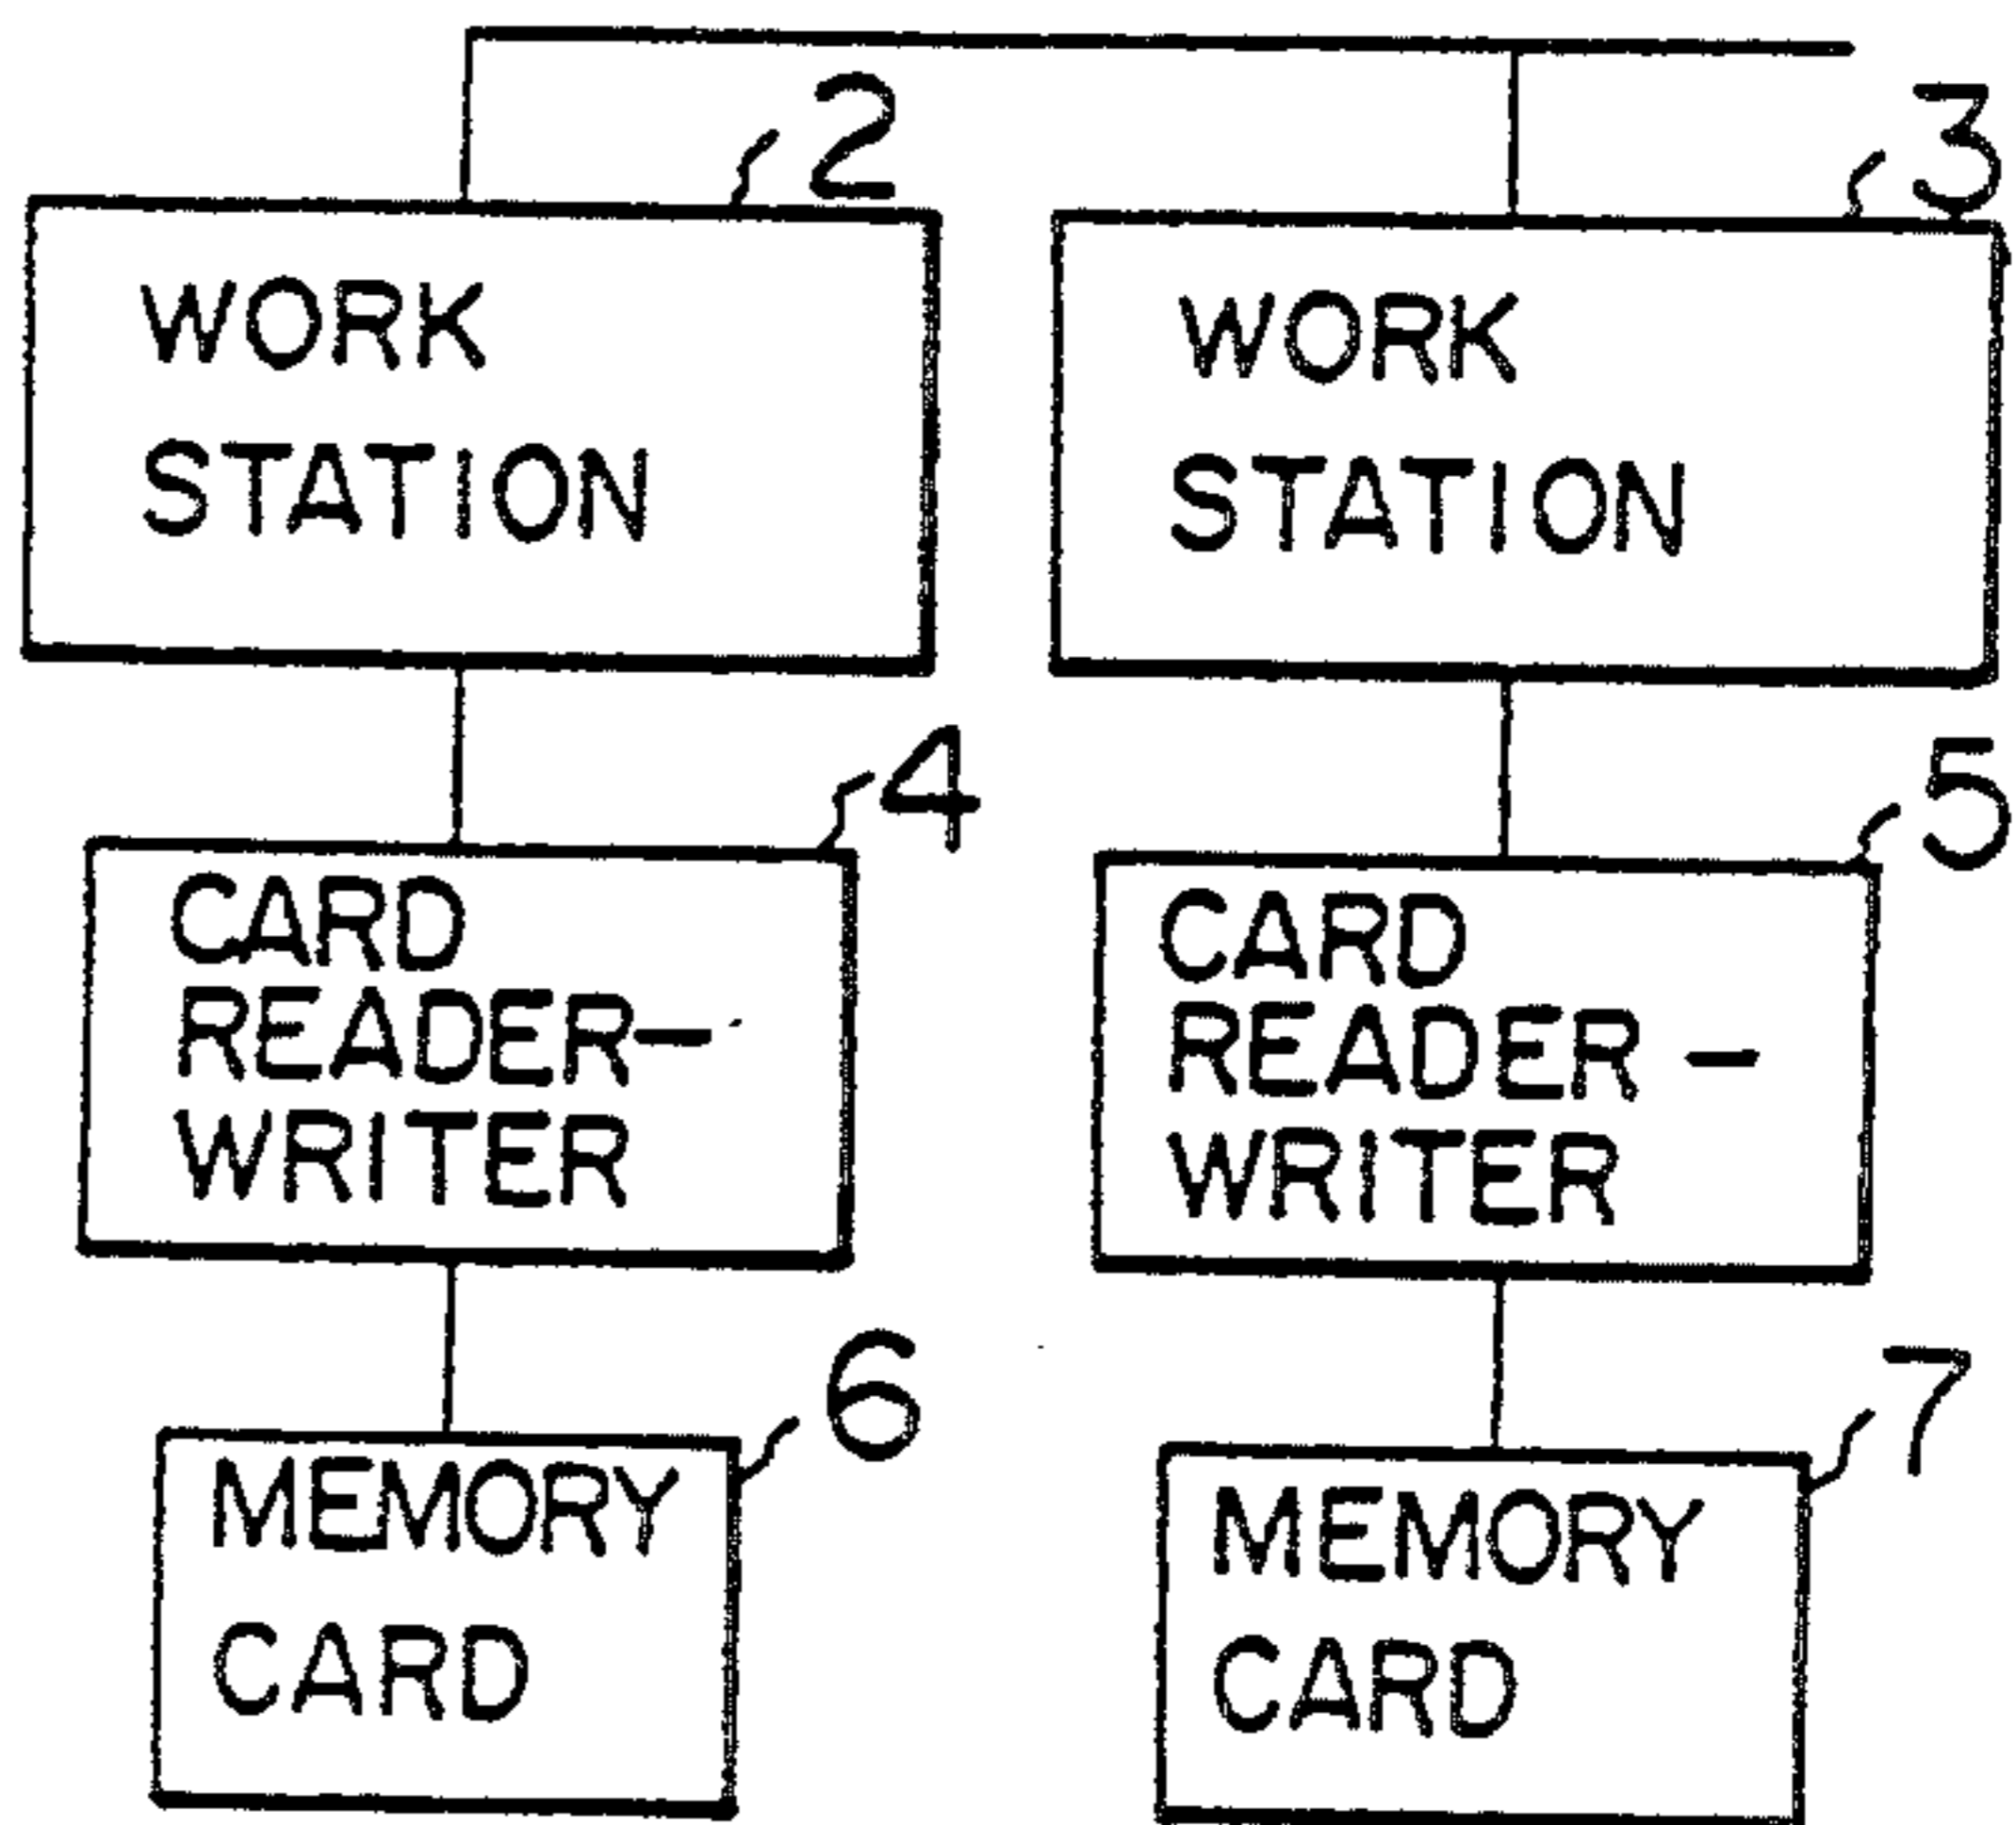 2
WORK
STATION
3
WORK
STATION
4
CARD
READER-
WRITER
5
CARD
READER-
WRITER
6
MEMORY
CARD
7
MEMORY
CARD